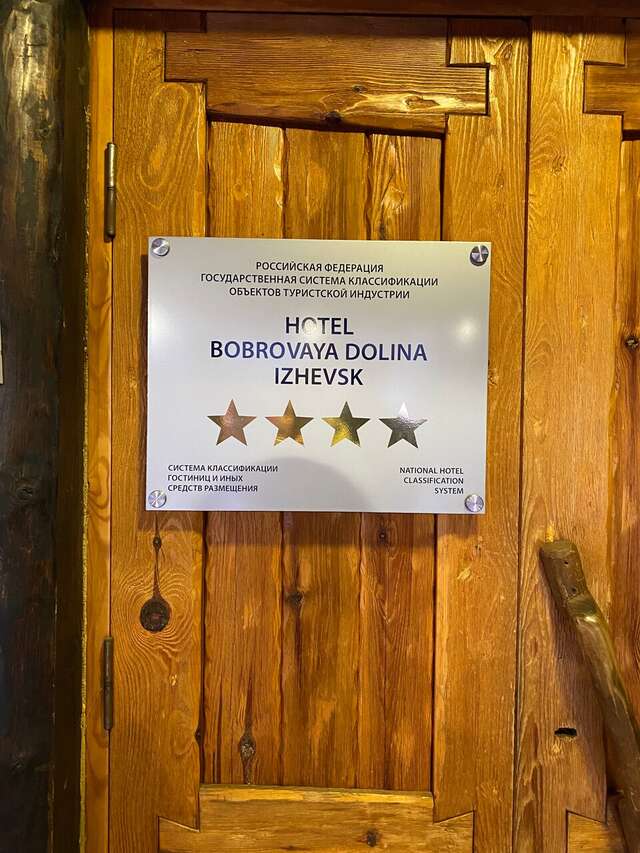 РОССИЙСКАЯ ФЕДЕРАЦИЯ
ГОСУДАРСТВЕННАЯ СИСТЕМА КЛАССИФИКАЦИИ
ОБЪЕКТОВ ТУРИСТСКОЙ ИНДУСТРИИ
HOTEL
BOBROVAYA DOLINA
IZHEVSK
СИСТЕМА КЛАССИФИКАЦИИ
ГОСТИНИЦ И ИНЫХ
СРЕДСТВ РАЗМЕЩЕНИЯ
NATIONAL HOTEL
CLASSIFICATION
SYSTEM